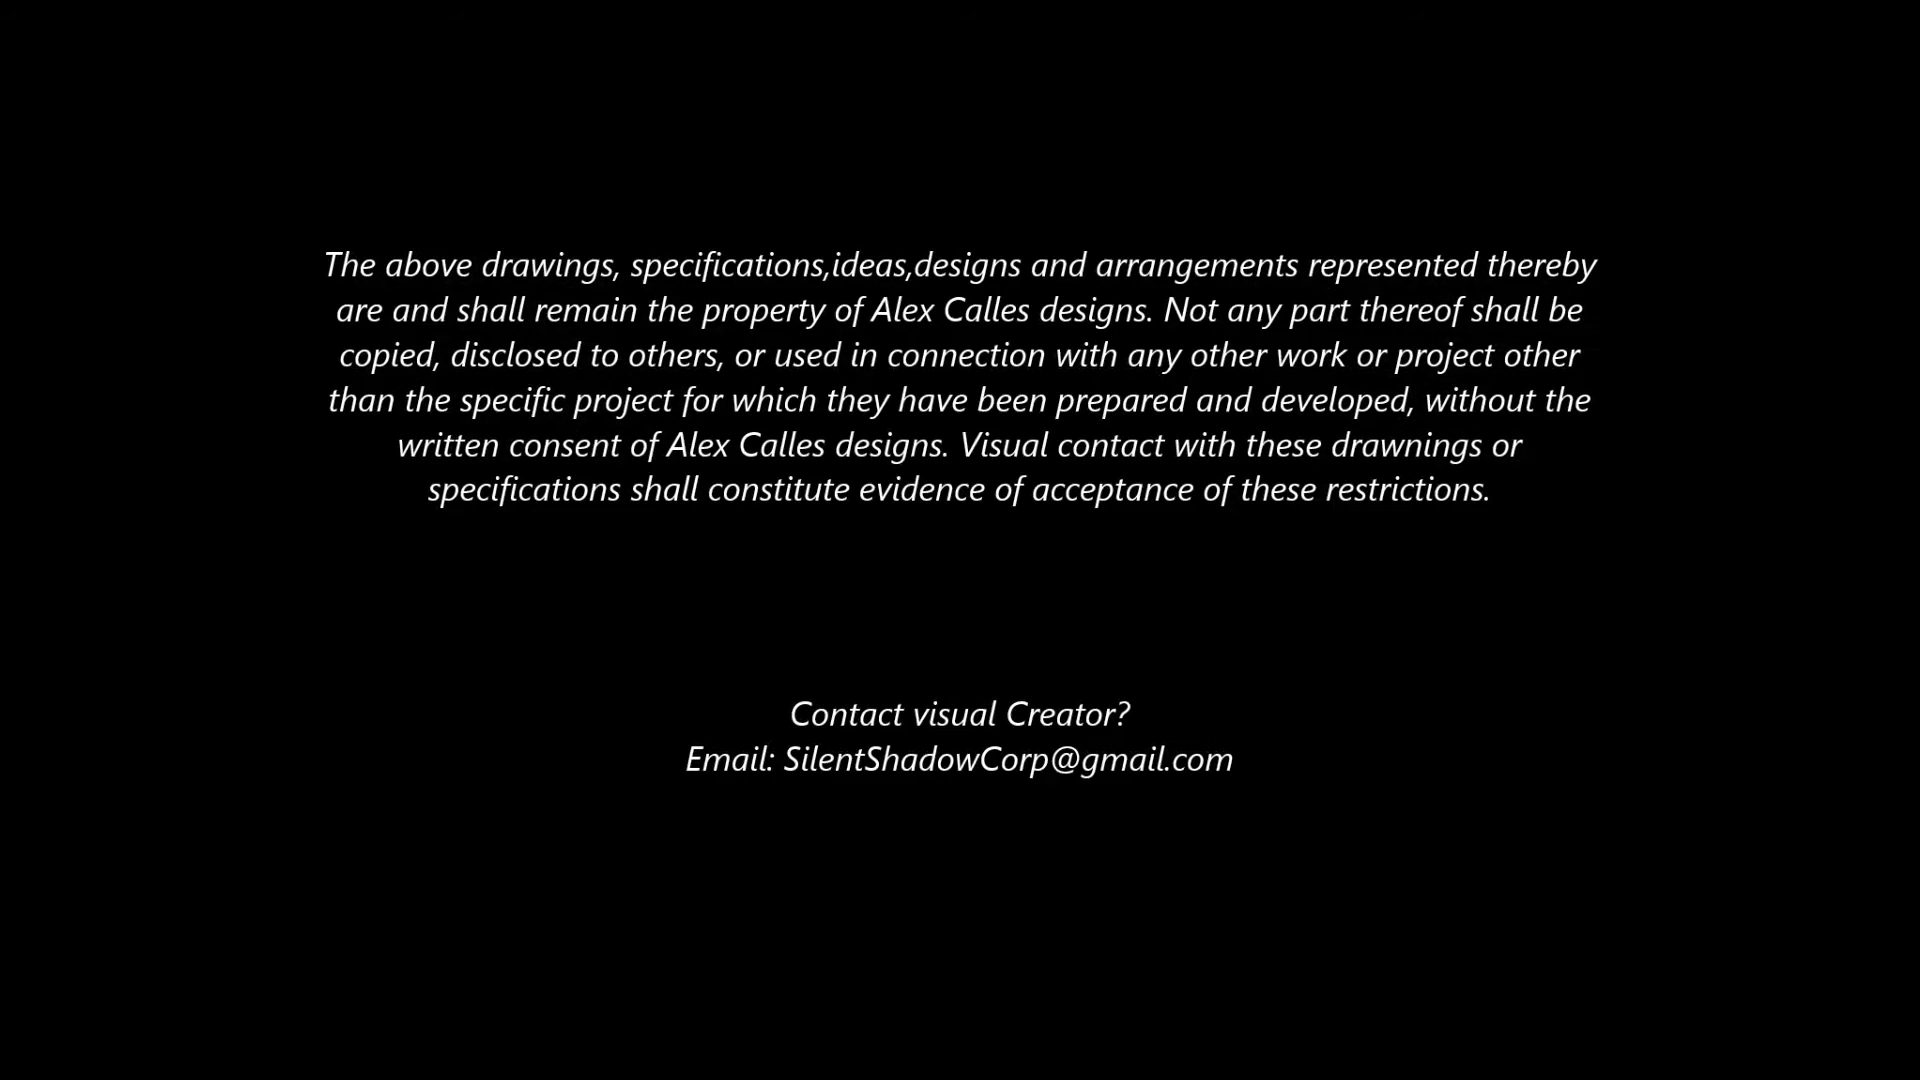 The above drawings, specifications,ideas,designs and arrangements represented thereby
are and shall remain the property of Alex Calles designs. Not any part thereof shall be
copied, disclosed to others, or used in connection with any other work or project other
than the specific project for which they have been prepared and developed, without the
written consent of Alex Calles designs. Visual contact with these drawnings or
specifications shall constitute evidence of acceptance of these restrictions.
Contact visual Creator?
Email: SilentShadowCorp@gmail.com